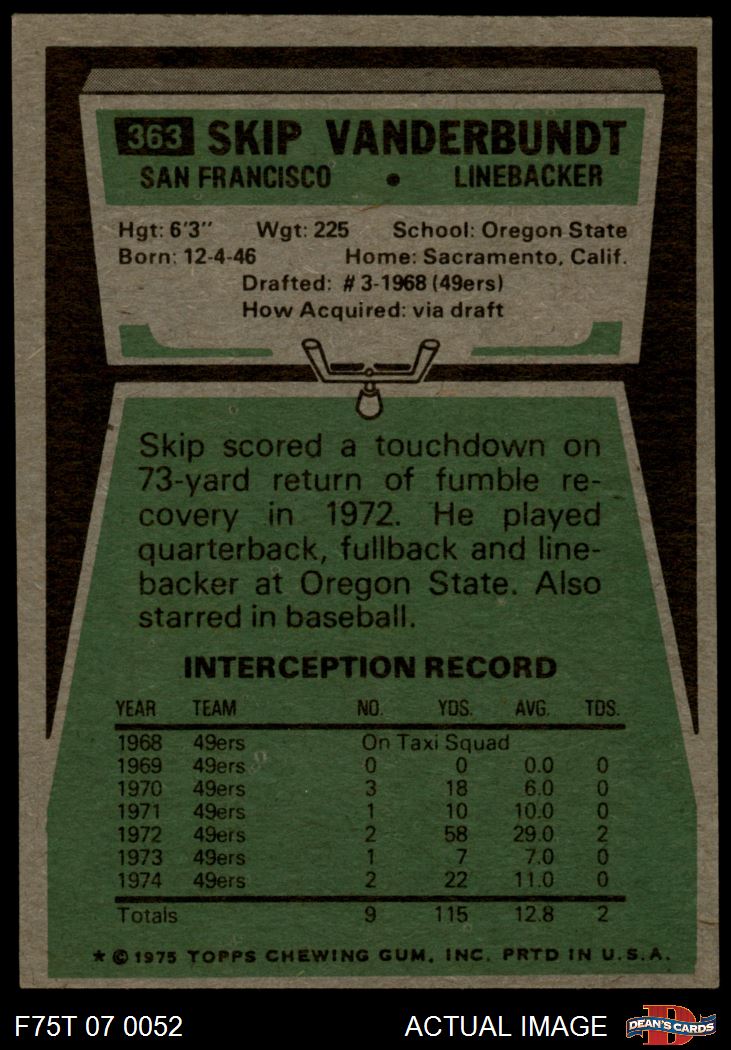 363 SKIP VANDERBUNDT
SAN FRANCISCO • LINEBACKER
Hgt: 6'3" Wgt: 225 School: Oregon State
Born: 12-4-46 Home: Sacramento, Calif.
Drafted: #3-1968 (49ers)
How Acquired: via draft
Skip scored a touchdown on
73-yard return of fumble re-
covery in 1972. He played
quarterback, fullback and line-
backer at Oregon State. Also
starred in baseball.
INTERCEPTION RECORD
YEAR TEAM NO. YDS. AVG. TDS.
1968 49ers On Taxi Squad
1969 49ers 0 0 0.0 0
1970 49ers 3 18 6.0 0
1971 49ers 1 10 10.0 0
1972 49ers 2 58 29.0 2
1973 49ers 1 7 7.0 0
1974 49ers 2 22 11.0 0
Totals 9 115 12.8 2
* © 1975 TOPPS CHEWING GUM, INC. PRTD IN U.S.A.
F75T 07 0052 ACTUAL IMAGE DEAN'S CARDS